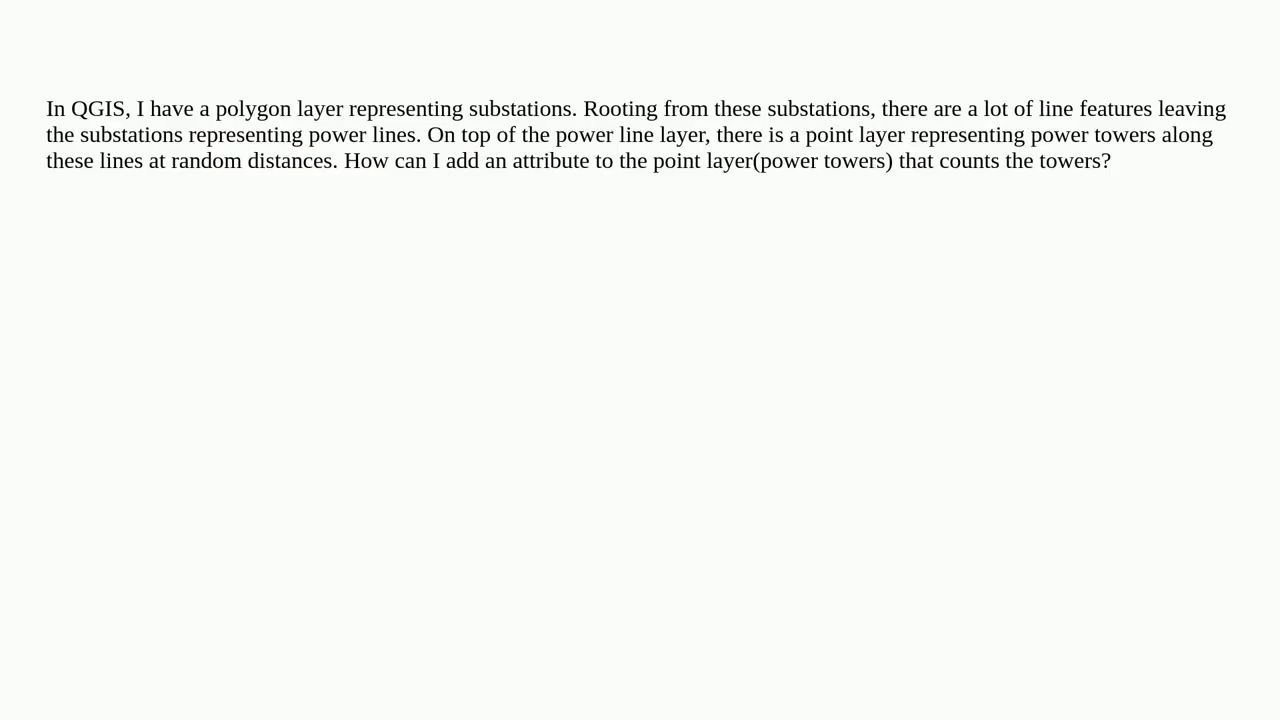 In QGIS, I have a polygon layer representing substations. Rooting from these substations, there are a lot of line features leaving
the substations representing power lines. On top of the power line layer, there is a point layer representing power towers along
these lines at random distances. How can I add an attribute to the point layer(power towers) that counts the towers?